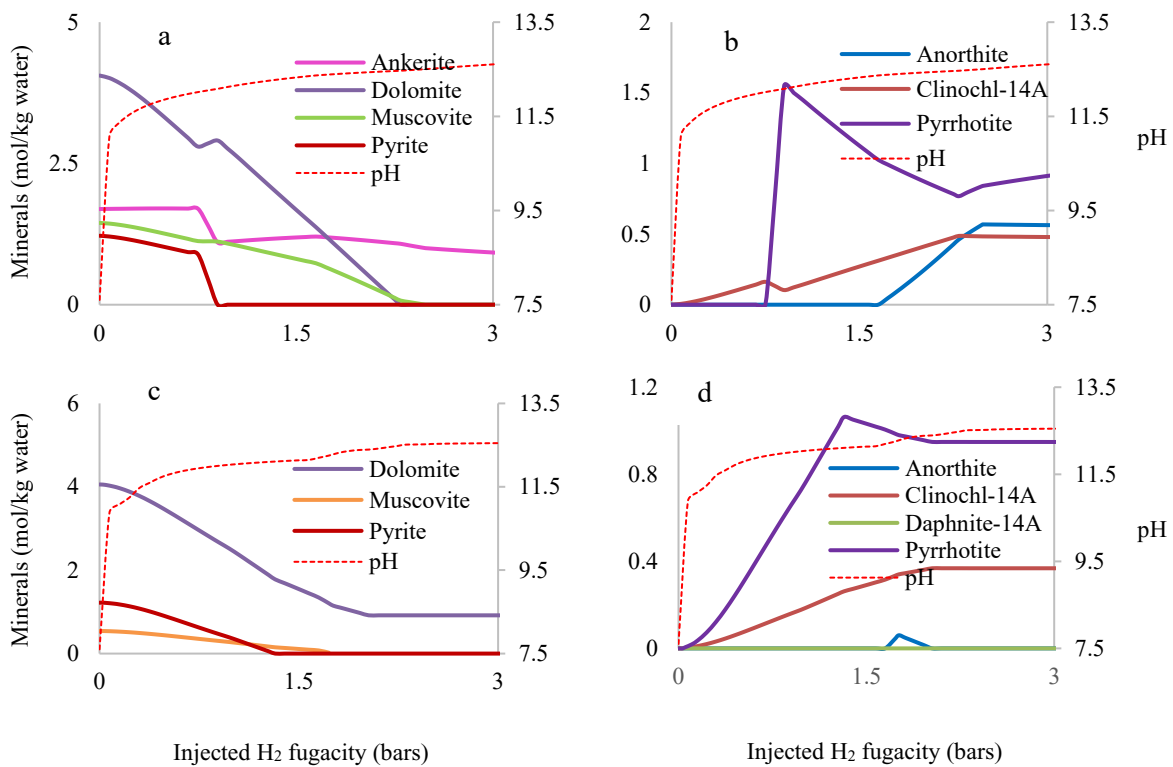 a
5
2.5
0
Minerals (mol/kg water)
Ankerite
Dolomite
Muscovite
Pyrite
pH
13.5
11.5
9.5
7.5
0
1.5
3
b
2
1.5
1
0.5
0
Anorthite
Clinochl-14A
Pyrrhotite
pH
13.5
11.5
9.5
7.5
pH
0
1.5
3
c
6
4
2
0
Minerals (mol/kg water)
Dolomite
Muscovite
Pyrite
pH
13.5
11.5
9.5
7.5
0
1.5
3
Injected H2 fugacity (bars)
d
1.2
0.8
0.4
0
Anorthite
Clinochl-14A
Daphnite-14A
Pyrrhotite
pH
13.5
11.5
9.5
7.5
pH
0
1.5
3
Injected H2 fugacity (bars)